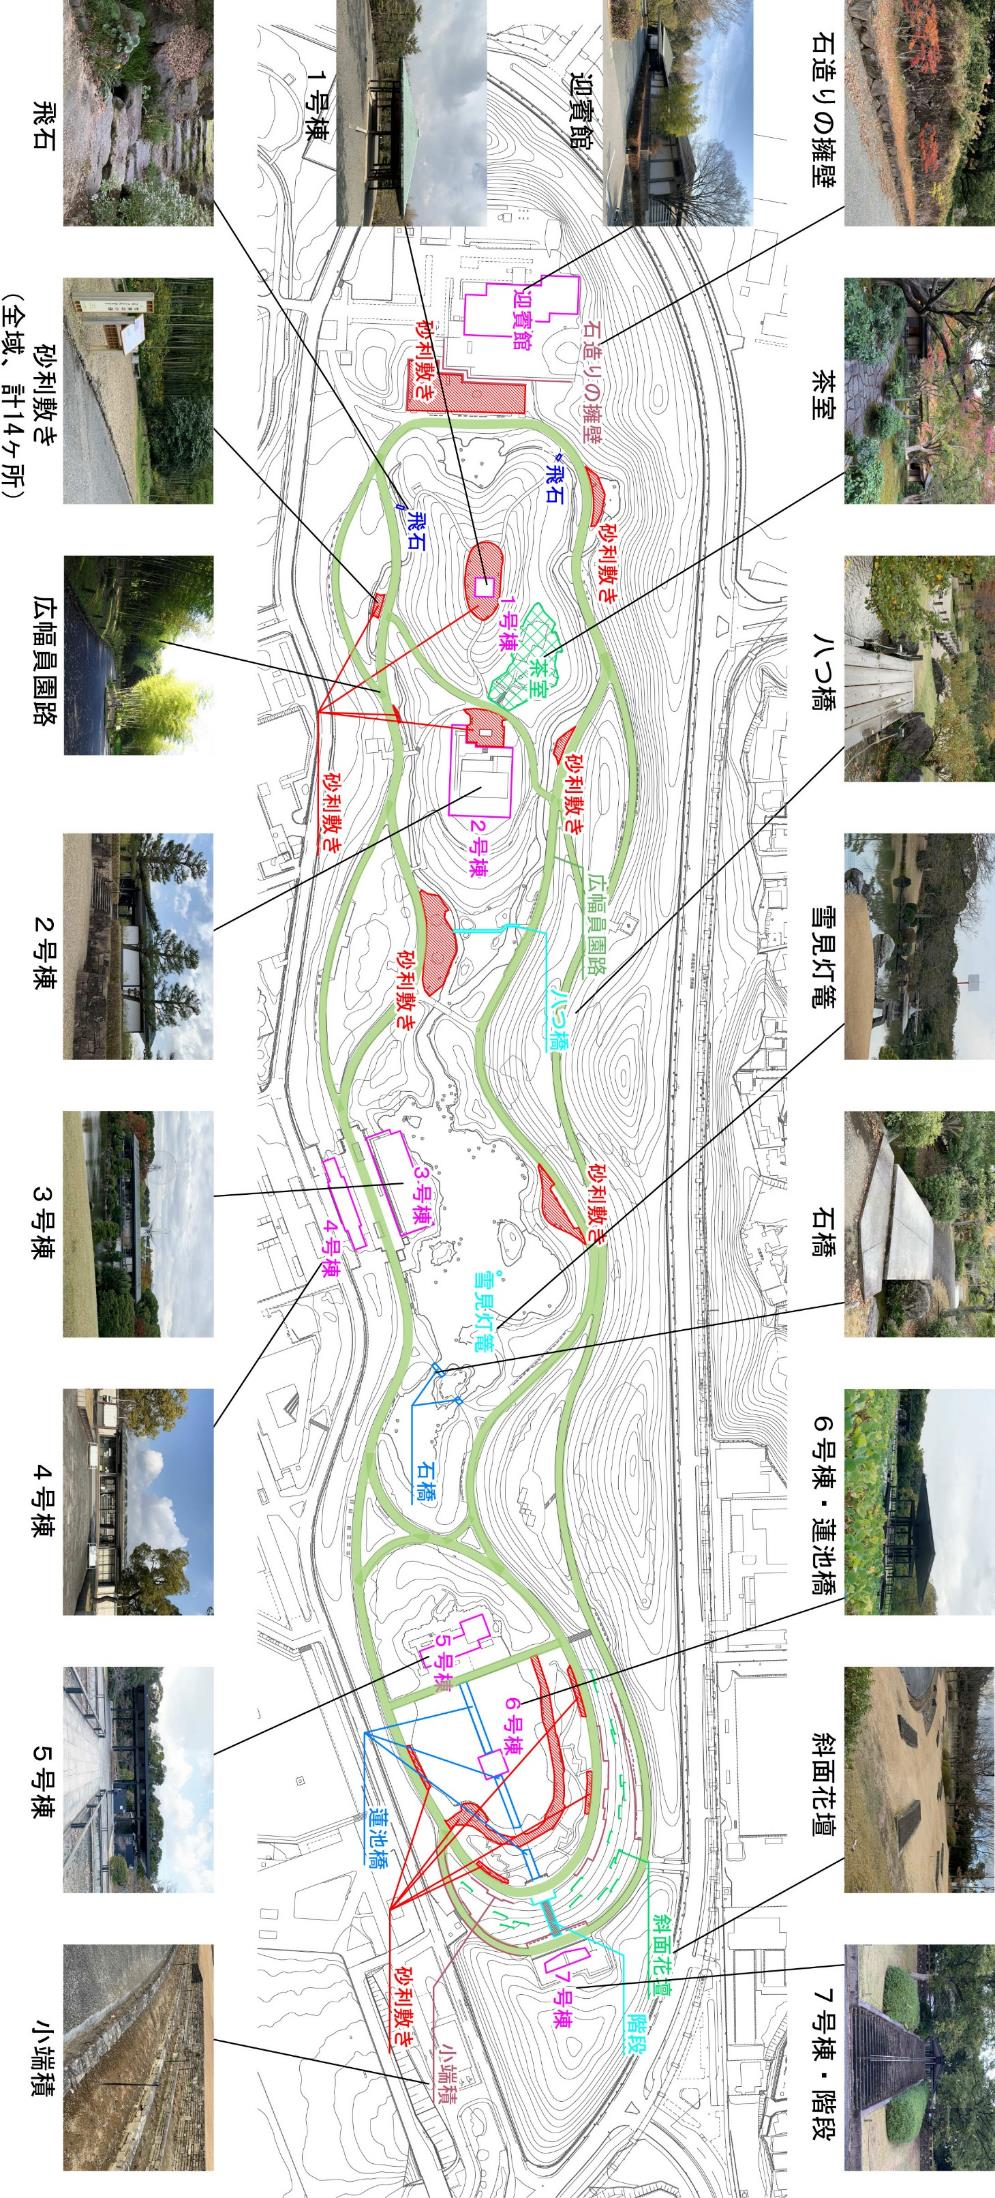 石造りの擁壁
茶室
八つ橋
雪見灯篭
石橋
６号棟・蓮池橋
斜面花壇
７号棟・階段
迎賓館
１号棟
迎賓館
石造りの擁壁
砂利敷き
飛石
飛石
砂利敷き
１号棟
茶室
砂利敷き
２号棟
砂利敷き
広幅員園路
砂利敷き
八つ橋
３号棟
４号棟
砂利敷き
雪見灯篭
石橋
５号棟
６号棟
蓮池橋
斜面花壇
７号棟
階段
砂利敷き
小端積
飛石
砂利敷き
（全域、計14ヶ所）
広幅員園路
２号棟
３号棟
４号棟
５号棟
小端積